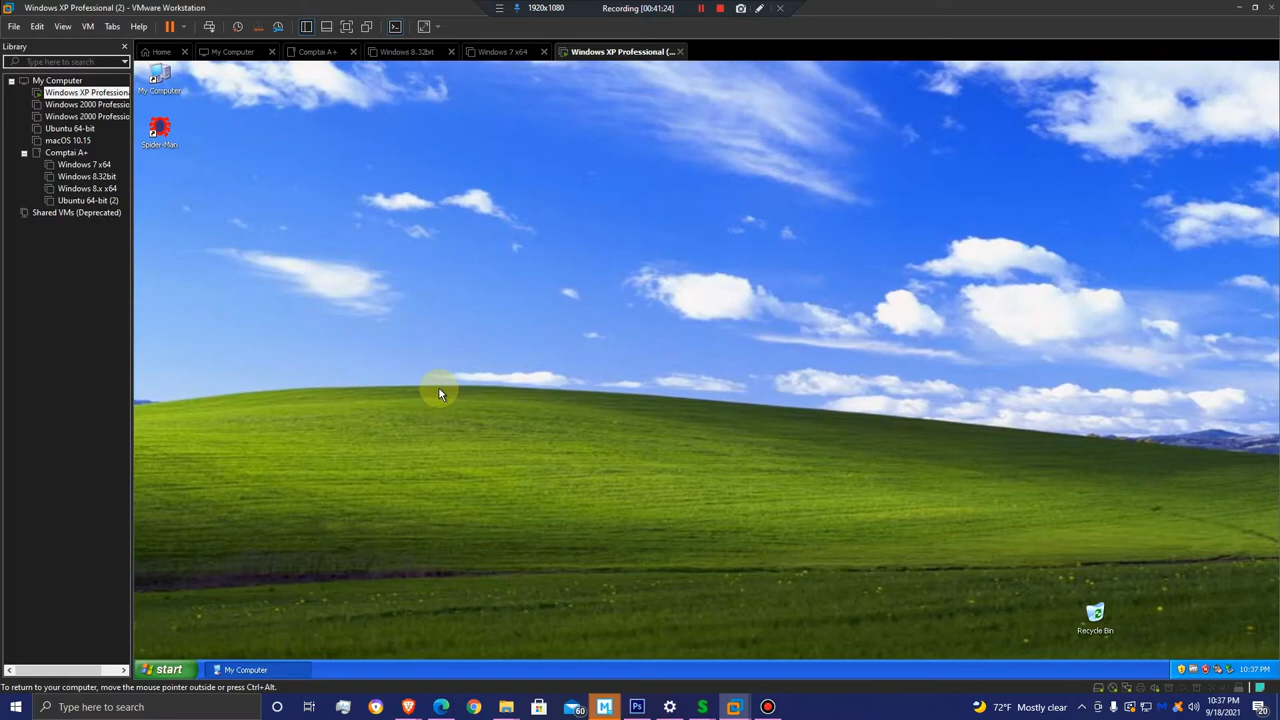 Windows XP Professional (2) - VMware Workstation
1920x1080
Recording [00:41:24]
File Edit View VM Tabs Help
Library
Type here to search
My Computer
Windows XP Profession
Windows 2000 Professio
Windows 2000 Professio
Ubuntu 64-bit
macOS 10.15
Comptai A+
Windows 7 x64
Windows 8.32bit
Windows 8.x x64
Ubuntu 64-bit (2)
Shared VMs (Deprecated)
Home My Computer Comptai A+ Windows 8.32bit Windows 7 x64 Windows XP Professional (...
My Computer
Spider-Man
Recycle Bin
start My Computer 10:37 PM
To return to your computer, move the mouse pointer outside or press Ctrl+Alt.
Type here to search
60
72°F Mostly clear
10:37 PM
9/18/2021
20